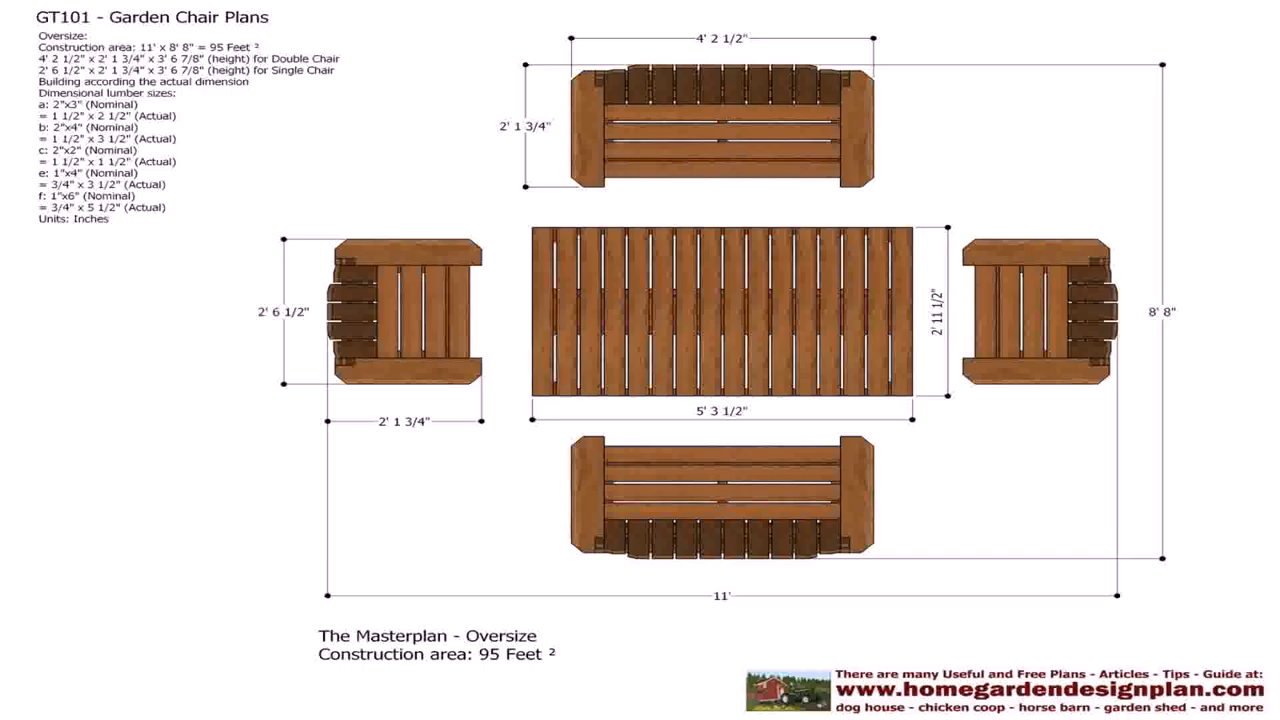 GT101 - Garden Chair Plans
Oversize:
Construction area: 11' x 8' 8" = 95 Feet ²
4' 2 1/2" x 2' 1 3/4" x 3' 6 7/8" (height) for Double Chair
2' 6 1/2" x 2' 1 3/4" x 3' 6 7/8" (height) for Single Chair
Building according the actual dimension
Dimensional lumber sizes:
a: 2"x3" (Nominal)
= 1 1/2" x 2 1/2" (Actual)
b: 2"x4" (Nominal)
= 1 1/2" x 3 1/2" (Actual)
c: 2"x2" (Nominal)
= 1 1/2" x 1 1/2" (Actual)
e: 1"x4" (Nominal)
= 3/4" x 3 1/2" (Actual)
f: 1"x6" (Nominal)
= 3/4" x 5 1/2" (Actual)
Units: Inches
4' 2 1/2"
2' 1 3/4"
2' 6 1/2"
2' 11 1/2"
8' 8"
5' 3 1/2"
2' 1 3/4"
11'
The Masterplan - Oversize
Construction area: 95 Feet ²
There are many Useful and Free Plans - Articles - Tips - Guide at:
www.homegardendesignplan.com
dog house - chicken coop - horse barn - garden shed - and more